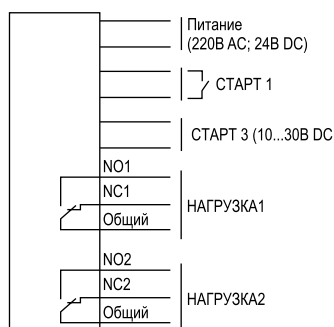 Питание
(220В AC; 24В DC)
СТАРТ 1
СТАРТ 3 (10...30В DC
NO1
NC1
НАГРУЗКА1
Общий
NO2
NC2
НАГРУЗКА2
Общий